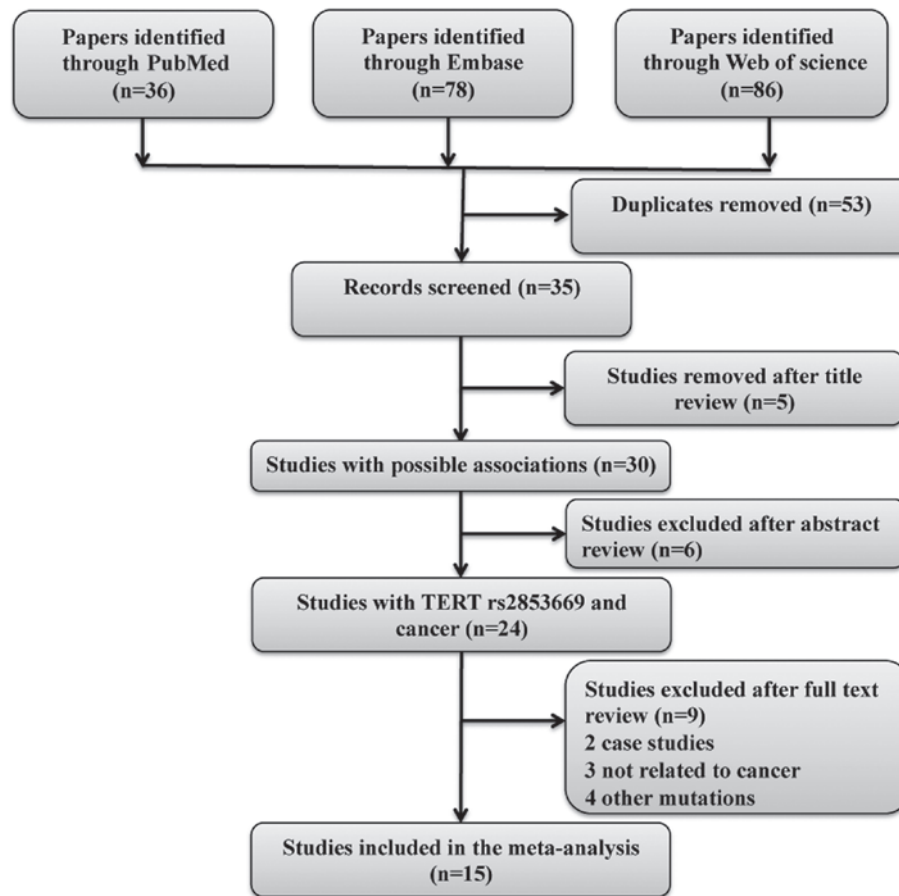 Papers identified
through PubMed
(n=36)
Papers identified
through Embase
(n=78)
Papers identified
through Web of science
(n=86)
Duplicates removed (n=53)
Records screened (n=35)
Studies removed after title
review (n=5)
Studies with possible associations (n=30)
Studies excluded after abstract
review (n=6)
Studies with TERT rs2853669 and
cancer (n=24)
Studies excluded after full text
review (n=9)
2 case studies
3 not related to cancer
4 other mutations
Studies included in the meta-analysis
(n=15)